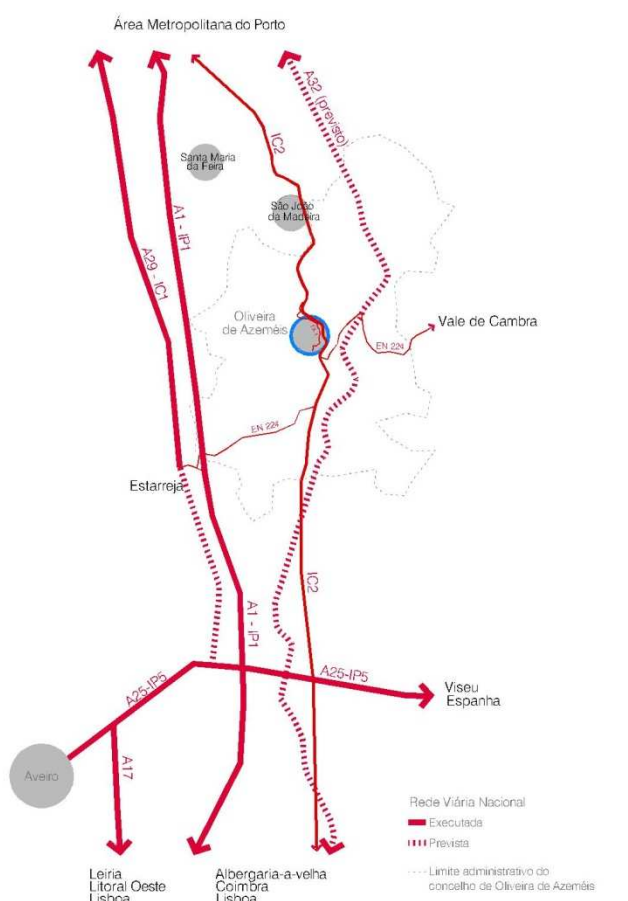 Área Metropolitana do Porto
A32 (previsto)
IC2
Santa Maria
da Feira
São João
da Madeira
A1 - IP1
A29 - IC1
Oliveira
de Azeméis
Vale de Cambra
EN 224
EN 224
Estarreja
IC2
A1 - IP1
A25-IP5
A25-IP5
Viseu
Espanha
Aveiro
A17
Rede Viária Nacional
Executada
Prevista
Limite administrativo do
concelho de Oliveira de Azeméis
Leiria
Litoral Oeste
Lisboa
Albergaria-a-velha
Coimbra
Lisboa